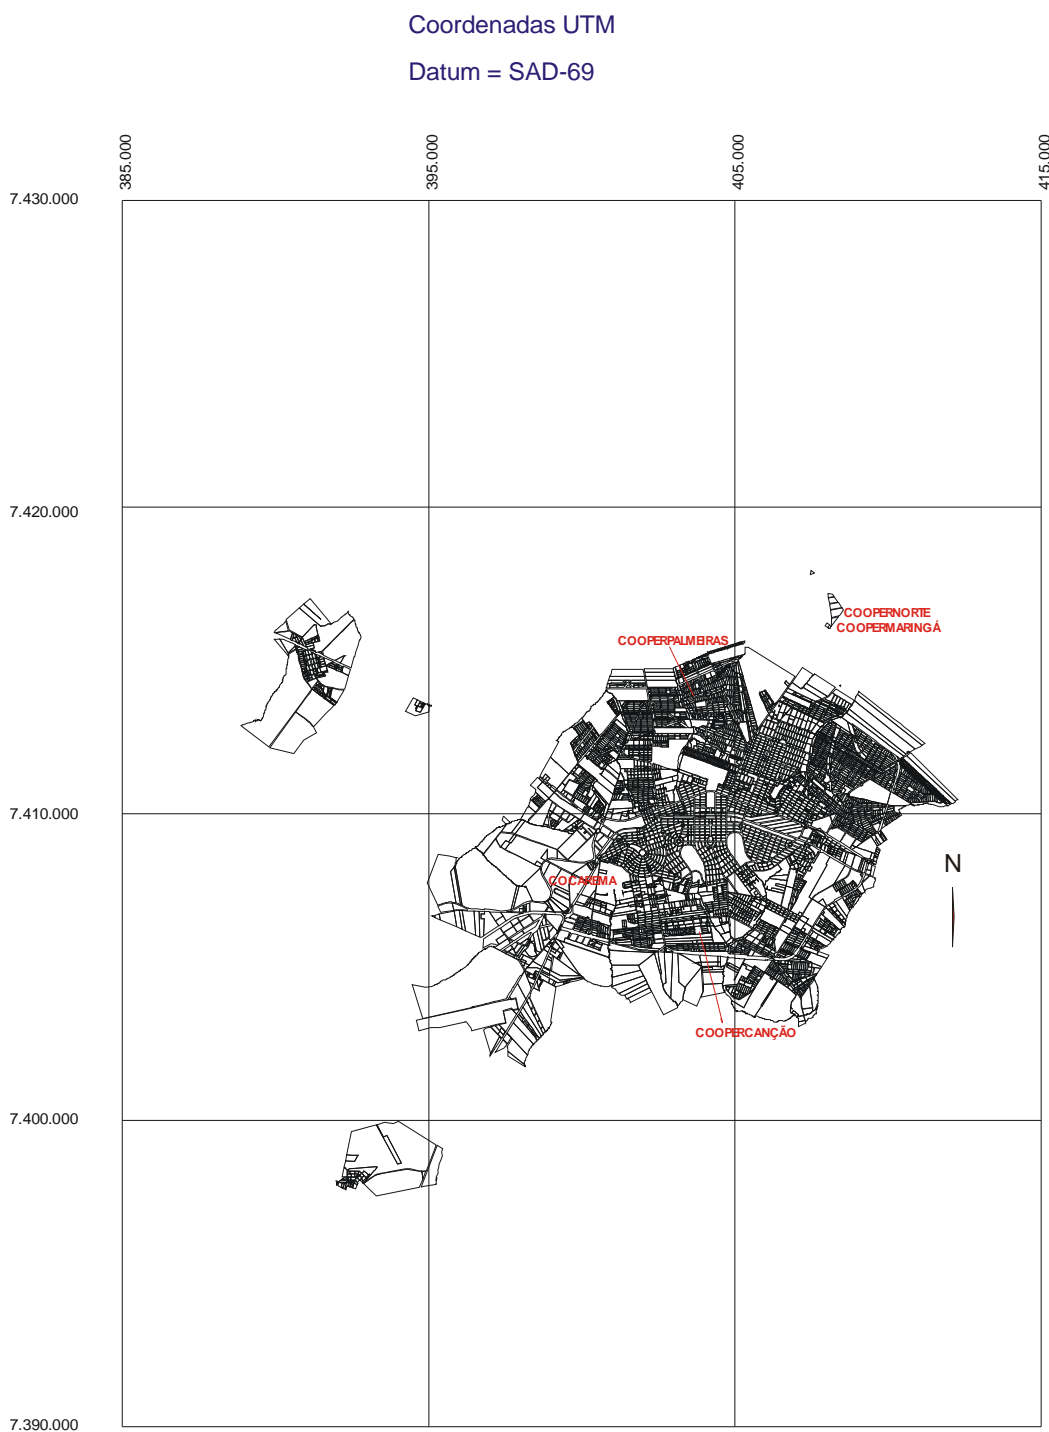 Coordenadas UTM
Datum = SAD-69
385.000
395.000
405.000
415.000
7.430.000
7.420.000
COOPERNORTE
COOPERMARINGÁ
COOPERPALMEIRAS
7.410.000
N
COCAREMA
COOPERCANÇÃO
7.400.000
7.390.000